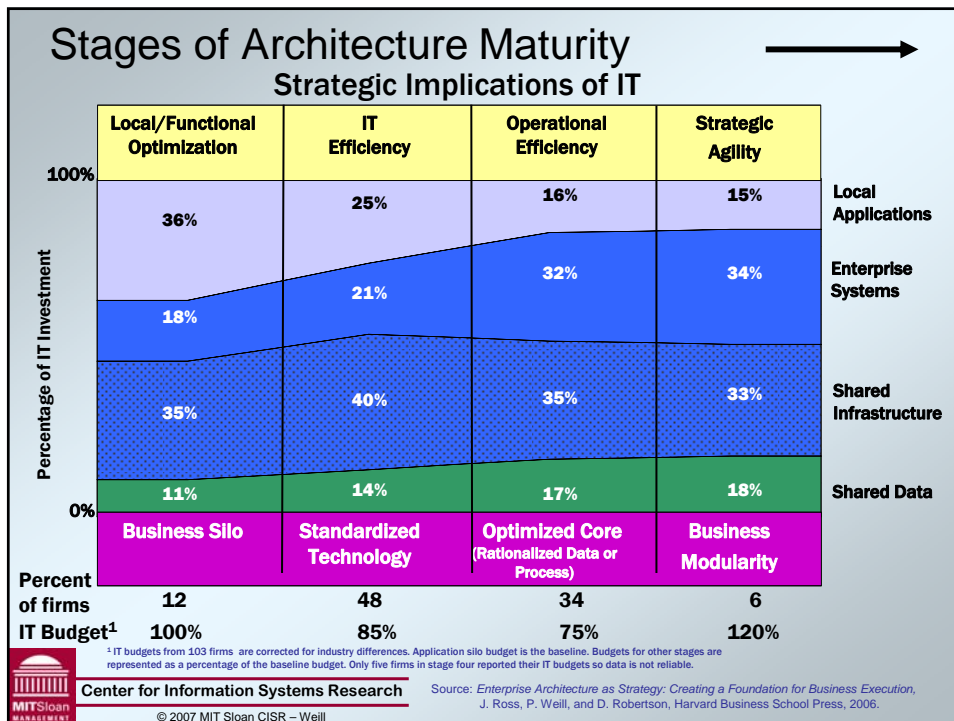 Stages of Architecture Maturity
Strategic Implications of IT
Local/Functional
Optimization
IT
Efficiency
Operational
Efficiency
Strategic
Agility
100%
Percentage of IT Investment
0%
36%
25%
16%
15%
Local
Applications
18%
21%
32%
34%
Enterprise
Systems
35%
40%
35%
33%
Shared
Infrastructure
11%
14%
17%
18%
Shared Data
Business Silo
Standardized
Technology
Optimized Core
(Rationalized Data or
Process)
Business
Modularity
Percent
of firms
12
48
34
6
IT Budget1
100%
85%
75%
120%
1 IT budgets from 103 firms are corrected for industry differences. Application silo budget is the baseline. Budgets for other stages are
represented as a percentage of the baseline budget. Only five firms in stage four reported their IT budgets so data is not reliable.
MITSloan
MANAGEMENT
Center for Information Systems Research
© 2007 MIT Sloan CISR – Weill
Source: Enterprise Architecture as Strategy: Creating a Foundation for Business Execution,
J. Ross, P. Weill, and D. Robertson, Harvard Business School Press, 2006.